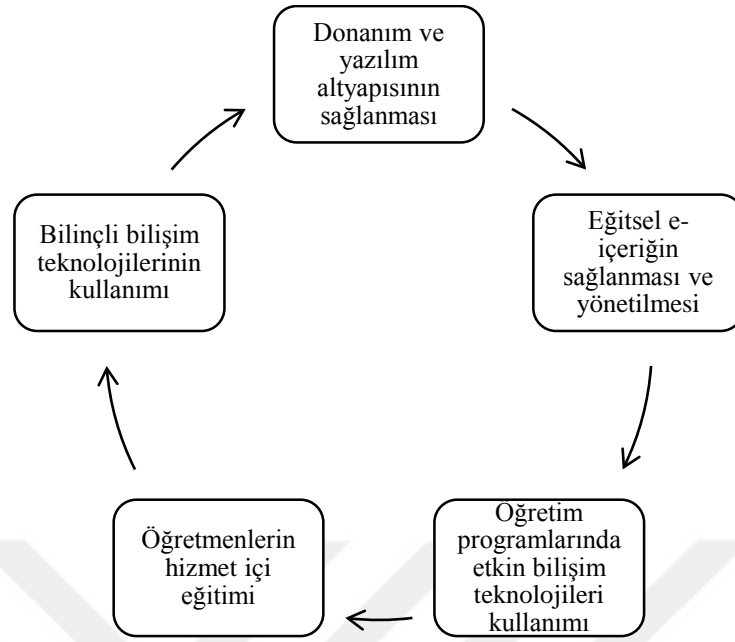 Donanım ve
yazılım
altyapısının
sağlanması
Eğitsel e-
içeriğin
sağlanması ve
yönetilmesi
Öğretim
programlarında
etkin bilişim
teknolojileri
kullanımı
Öğretmenlerin
hizmet içi
eğitimi
Bilinçli bilişim
teknolojilerinin
kullanımı